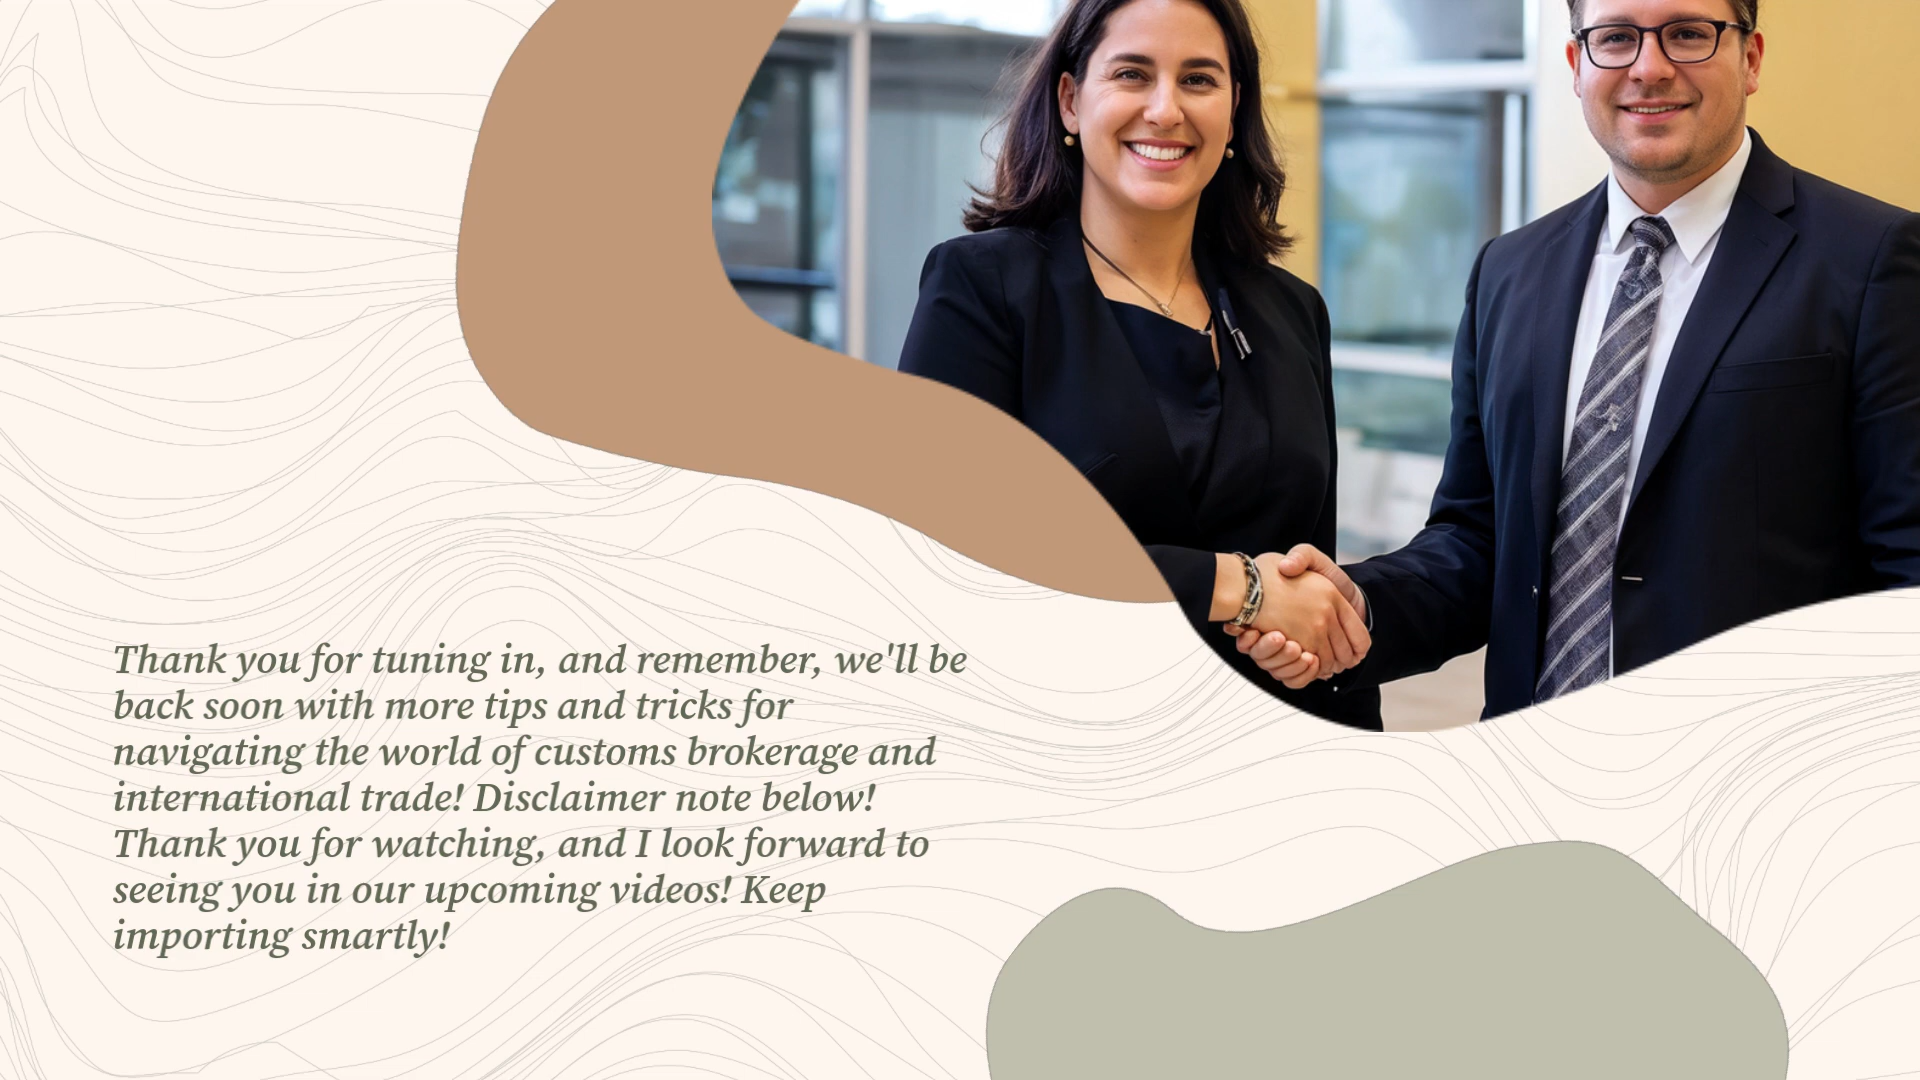 Thank you for tuning in, and remember, we'll be
back soon with more tips and tricks for
navigating the world of customs brokerage and
international trade! Disclaimer note below!
Thank you for watching, and I look forward to
seeing you in our upcoming videos! Keep
importing smartly!